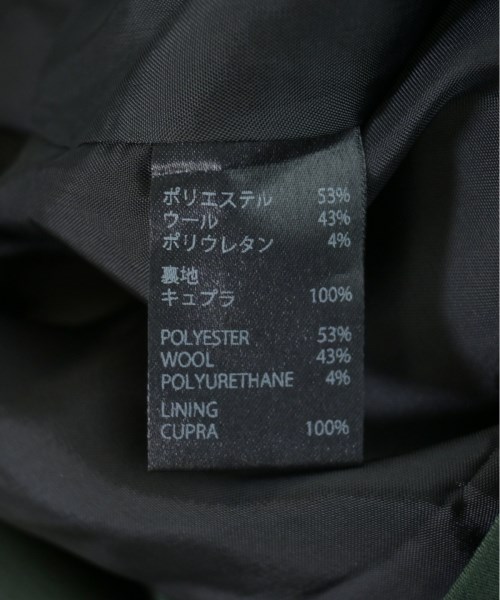 ポリエステル 53%
ウール 43%
ポリウレタン 4%
裏地
キュプラ 100%
POLYESTER 53%
WOOL 43%
POLYURETHANE 4%
LINING
CUPRA 100%